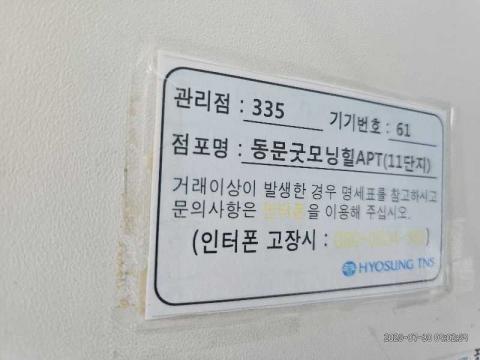 관리점 : 335 기기번호 : 61
점포명 : 동문굿모닝힐APT(11단지)
거래이상이 발생한 경우 명세표를 참고하시고
문의사항은 인터폰을 이용해 주십시오.
(인터폰 고장시 : )
HYOSUNG TNS